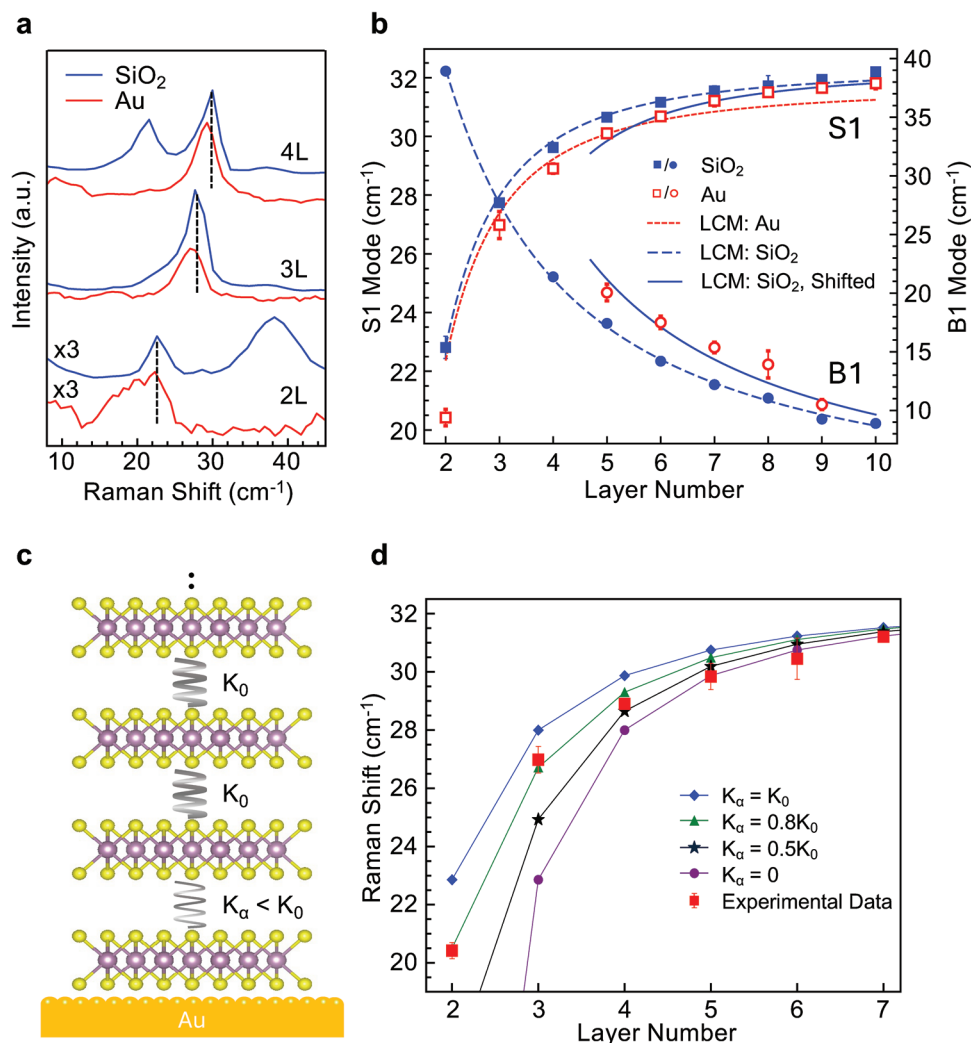 a
SiO₂
Au
4L
3L
x3
x3
2L
Intensity (a.u.)
10 20 30 40
Raman Shift (cm⁻¹)
b
S1 Mode (cm⁻¹)
32
30
28
26
24
22
20
40
35
30
25
20
15
10
B1 Mode (cm⁻¹)
S1
■/● SiO₂
□/○ Au
LCM: Au
LCM: SiO₂
LCM: SiO₂, Shifted
B1
2 3 4 5 6 7 8 9 10
Layer Number
c
K₀
K₀
Kα < K₀
Au
d
Raman Shift (cm⁻¹)
32
30
28
26
24
22
20
Kα = K₀
Kα = 0.8K₀
Kα = 0.5K₀
Kα = 0
Experimental Data
2 3 4 5 6 7
Layer Number